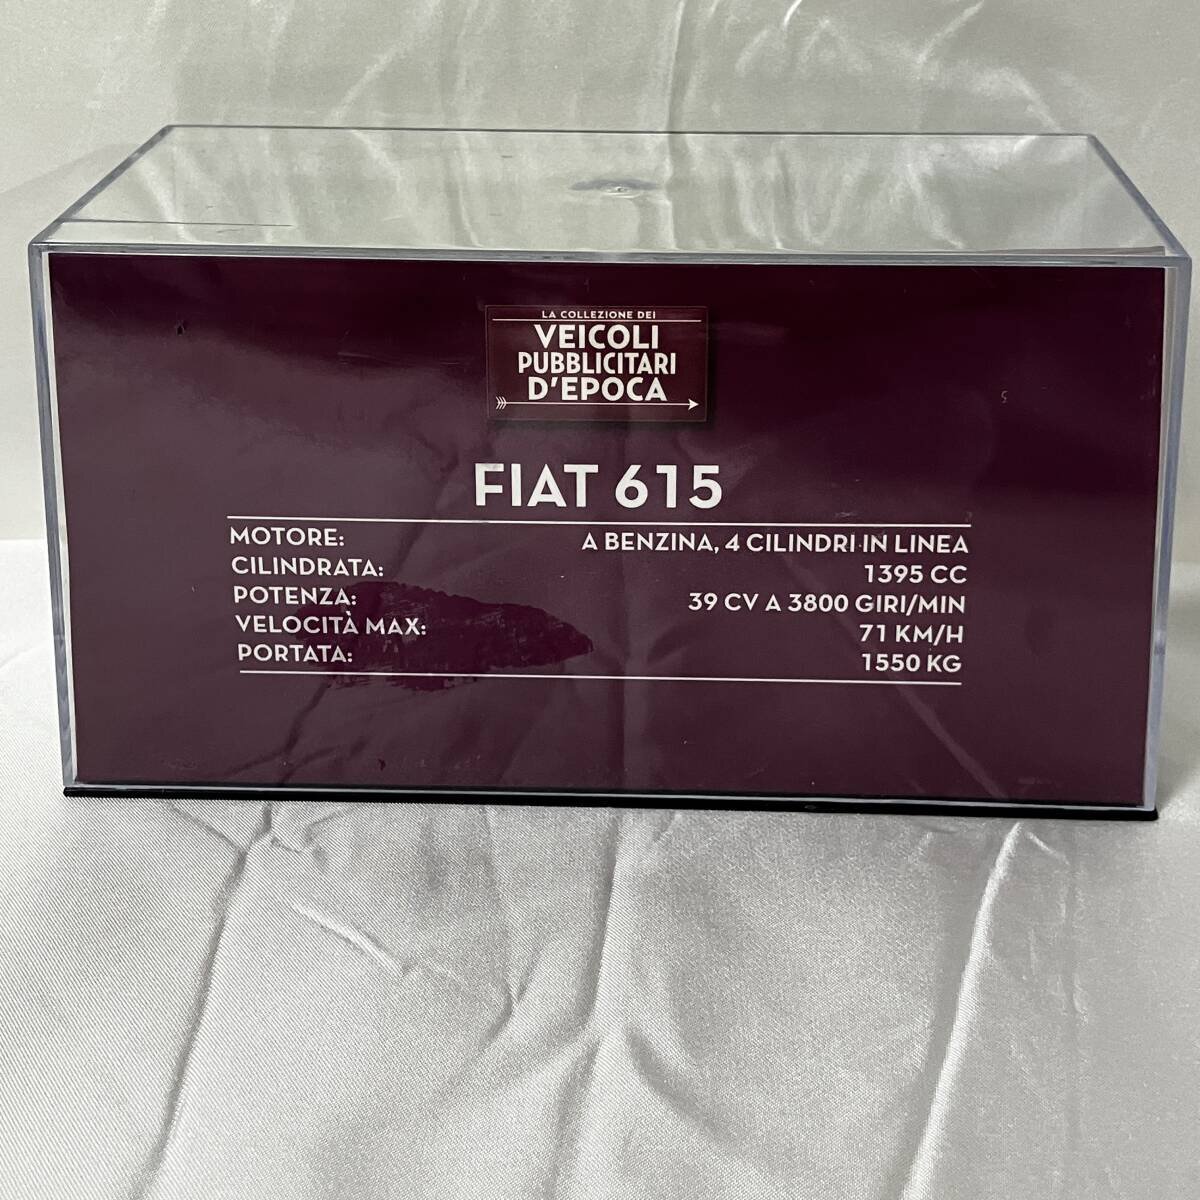 LA COLLEZIONE DEI
VEICOLI
PUBBLICITARI
D'EPOCA
FIAT 615
MOTORE: A BENZINA, 4 CILINDRI IN LINEA
CILINDRATA: 1395 CC
POTENZA: 39 CV A 3800 GIRI/MIN
VELOCITÀ MAX: 71 KM/H
PORTATA: 1550 KG